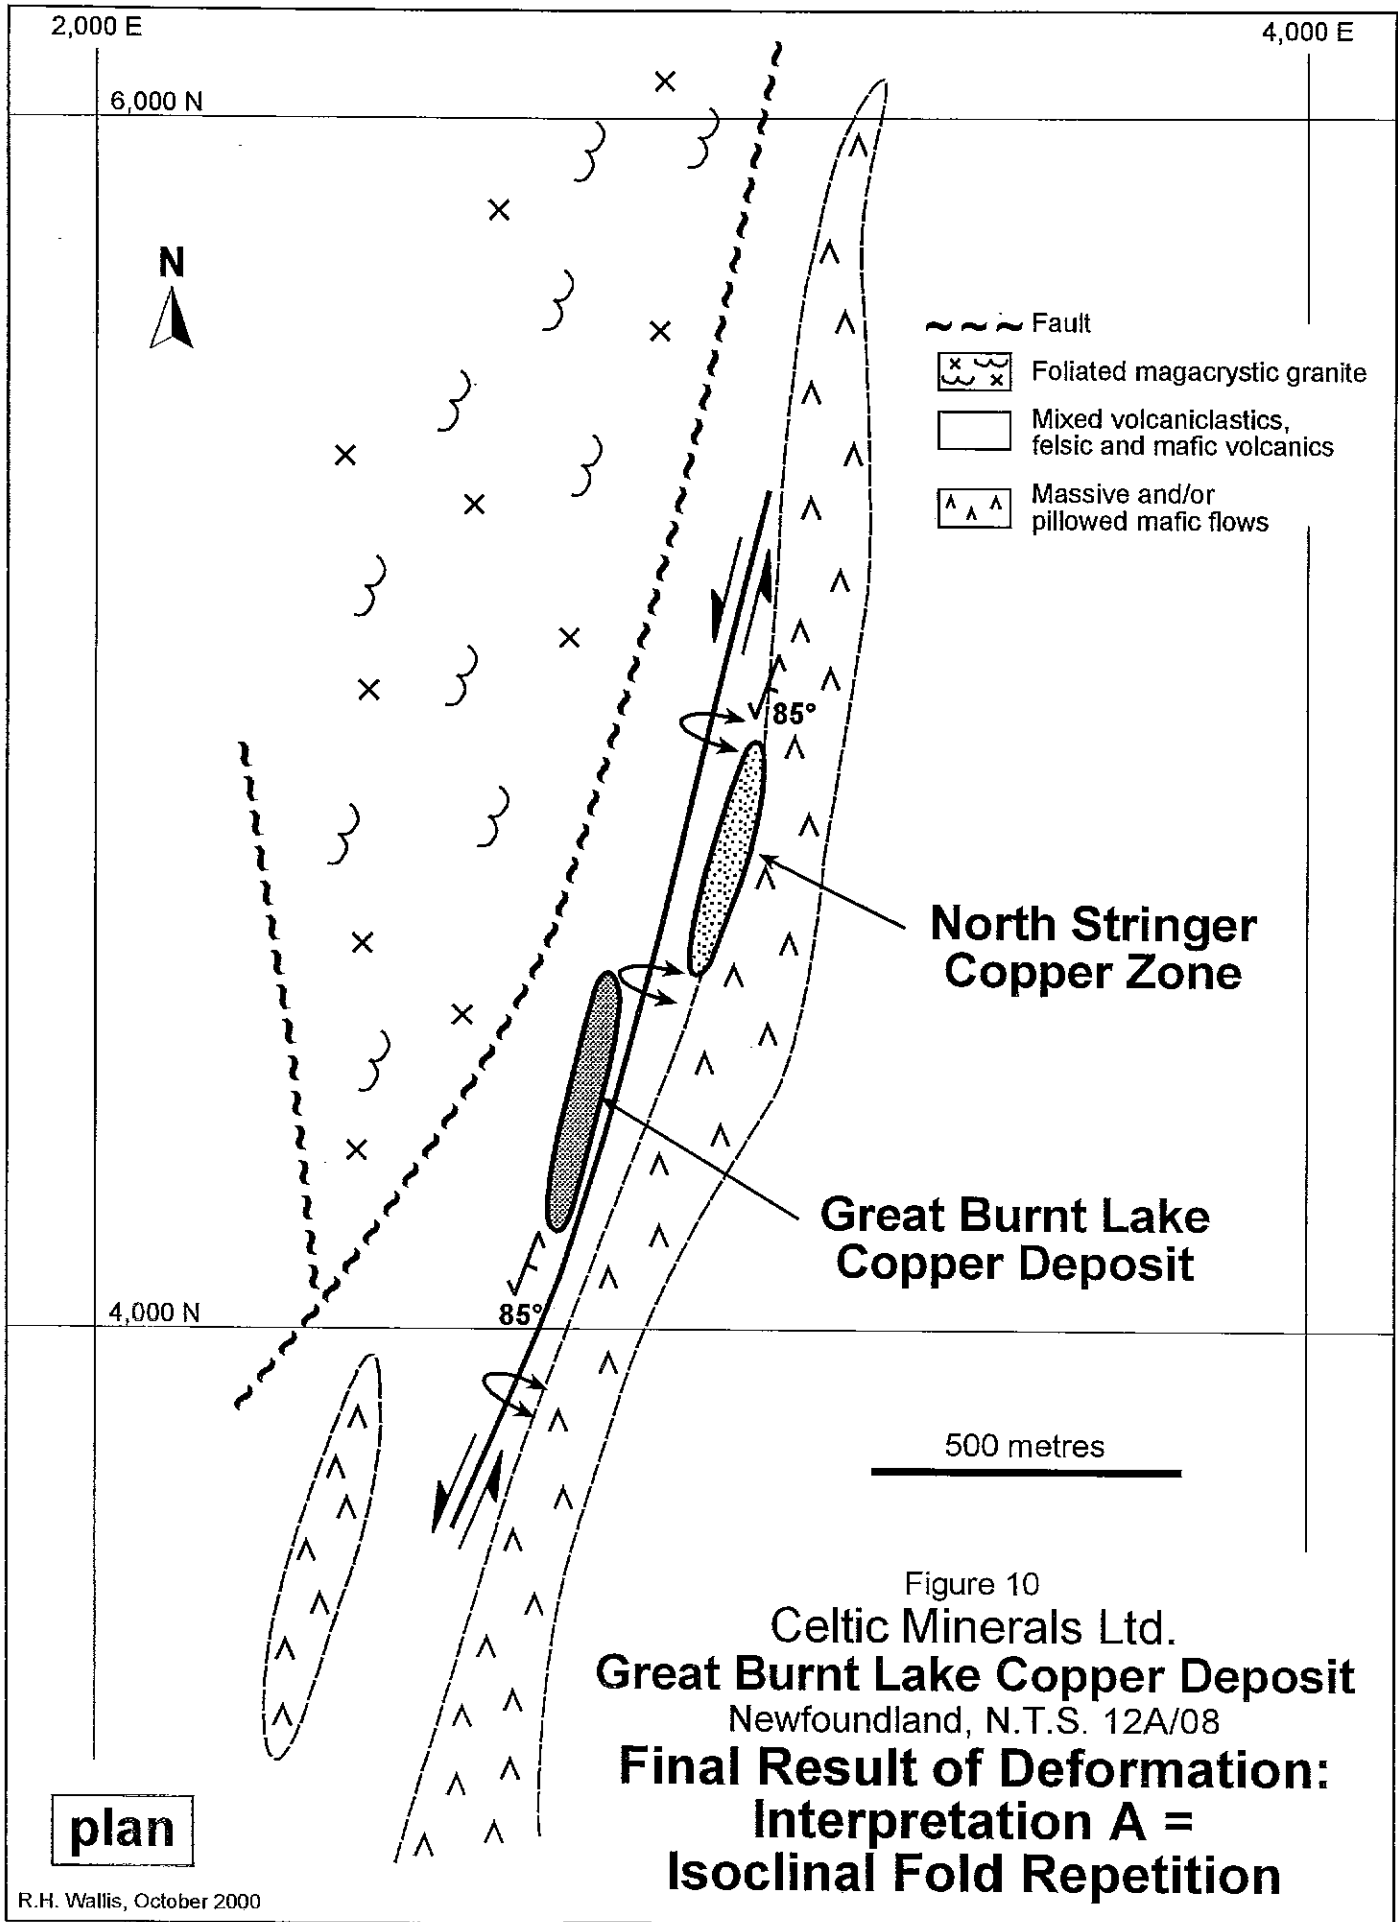 2,000 E
4,000 E
6,000 N
N
Fault
Foliated magacrystic granite
Mixed volcaniclastics,
felsic and mafic volcanics
Massive and/or
pillowed mafic flows
85°
North Stringer
Copper Zone
Great Burnt Lake
Copper Deposit
85°
4,000 N
500 metres
Figure 10
Celtic Minerals Ltd.
Great Burnt Lake Copper Deposit
Newfoundland, N.T.S. 12A/08
Final Result of Deformation:
Interpretation A =
Isoclinal Fold Repetition
plan
R.H. Wallis, October 2000